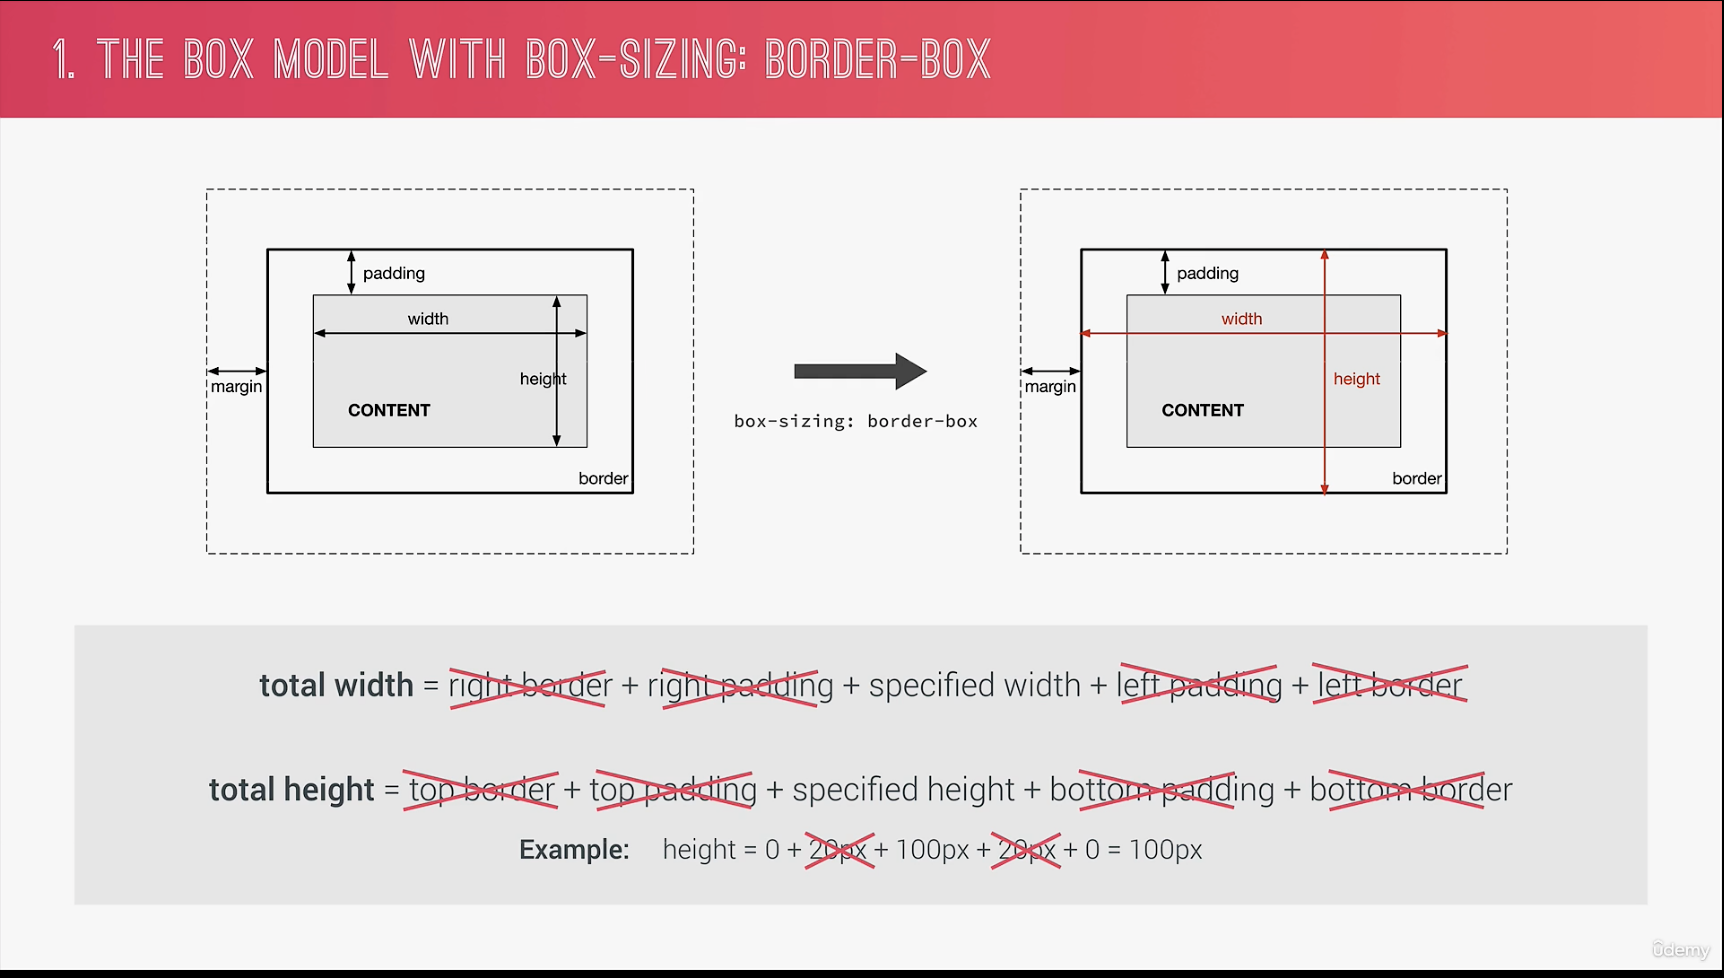 1. THE BOX MODEL WITH BOX-SIZING: BORDER-BOX
padding
width
height
margin
CONTENT
border
box-sizing: border-box
padding
width
height
margin
CONTENT
border
total width = right border + right padding + specified width + left padding + left border
total height = top border + top padding + specified height + bottom padding + bottom border
Example: height = 0 + 20px + 100px + 20px + 0 = 100px
ûdemy